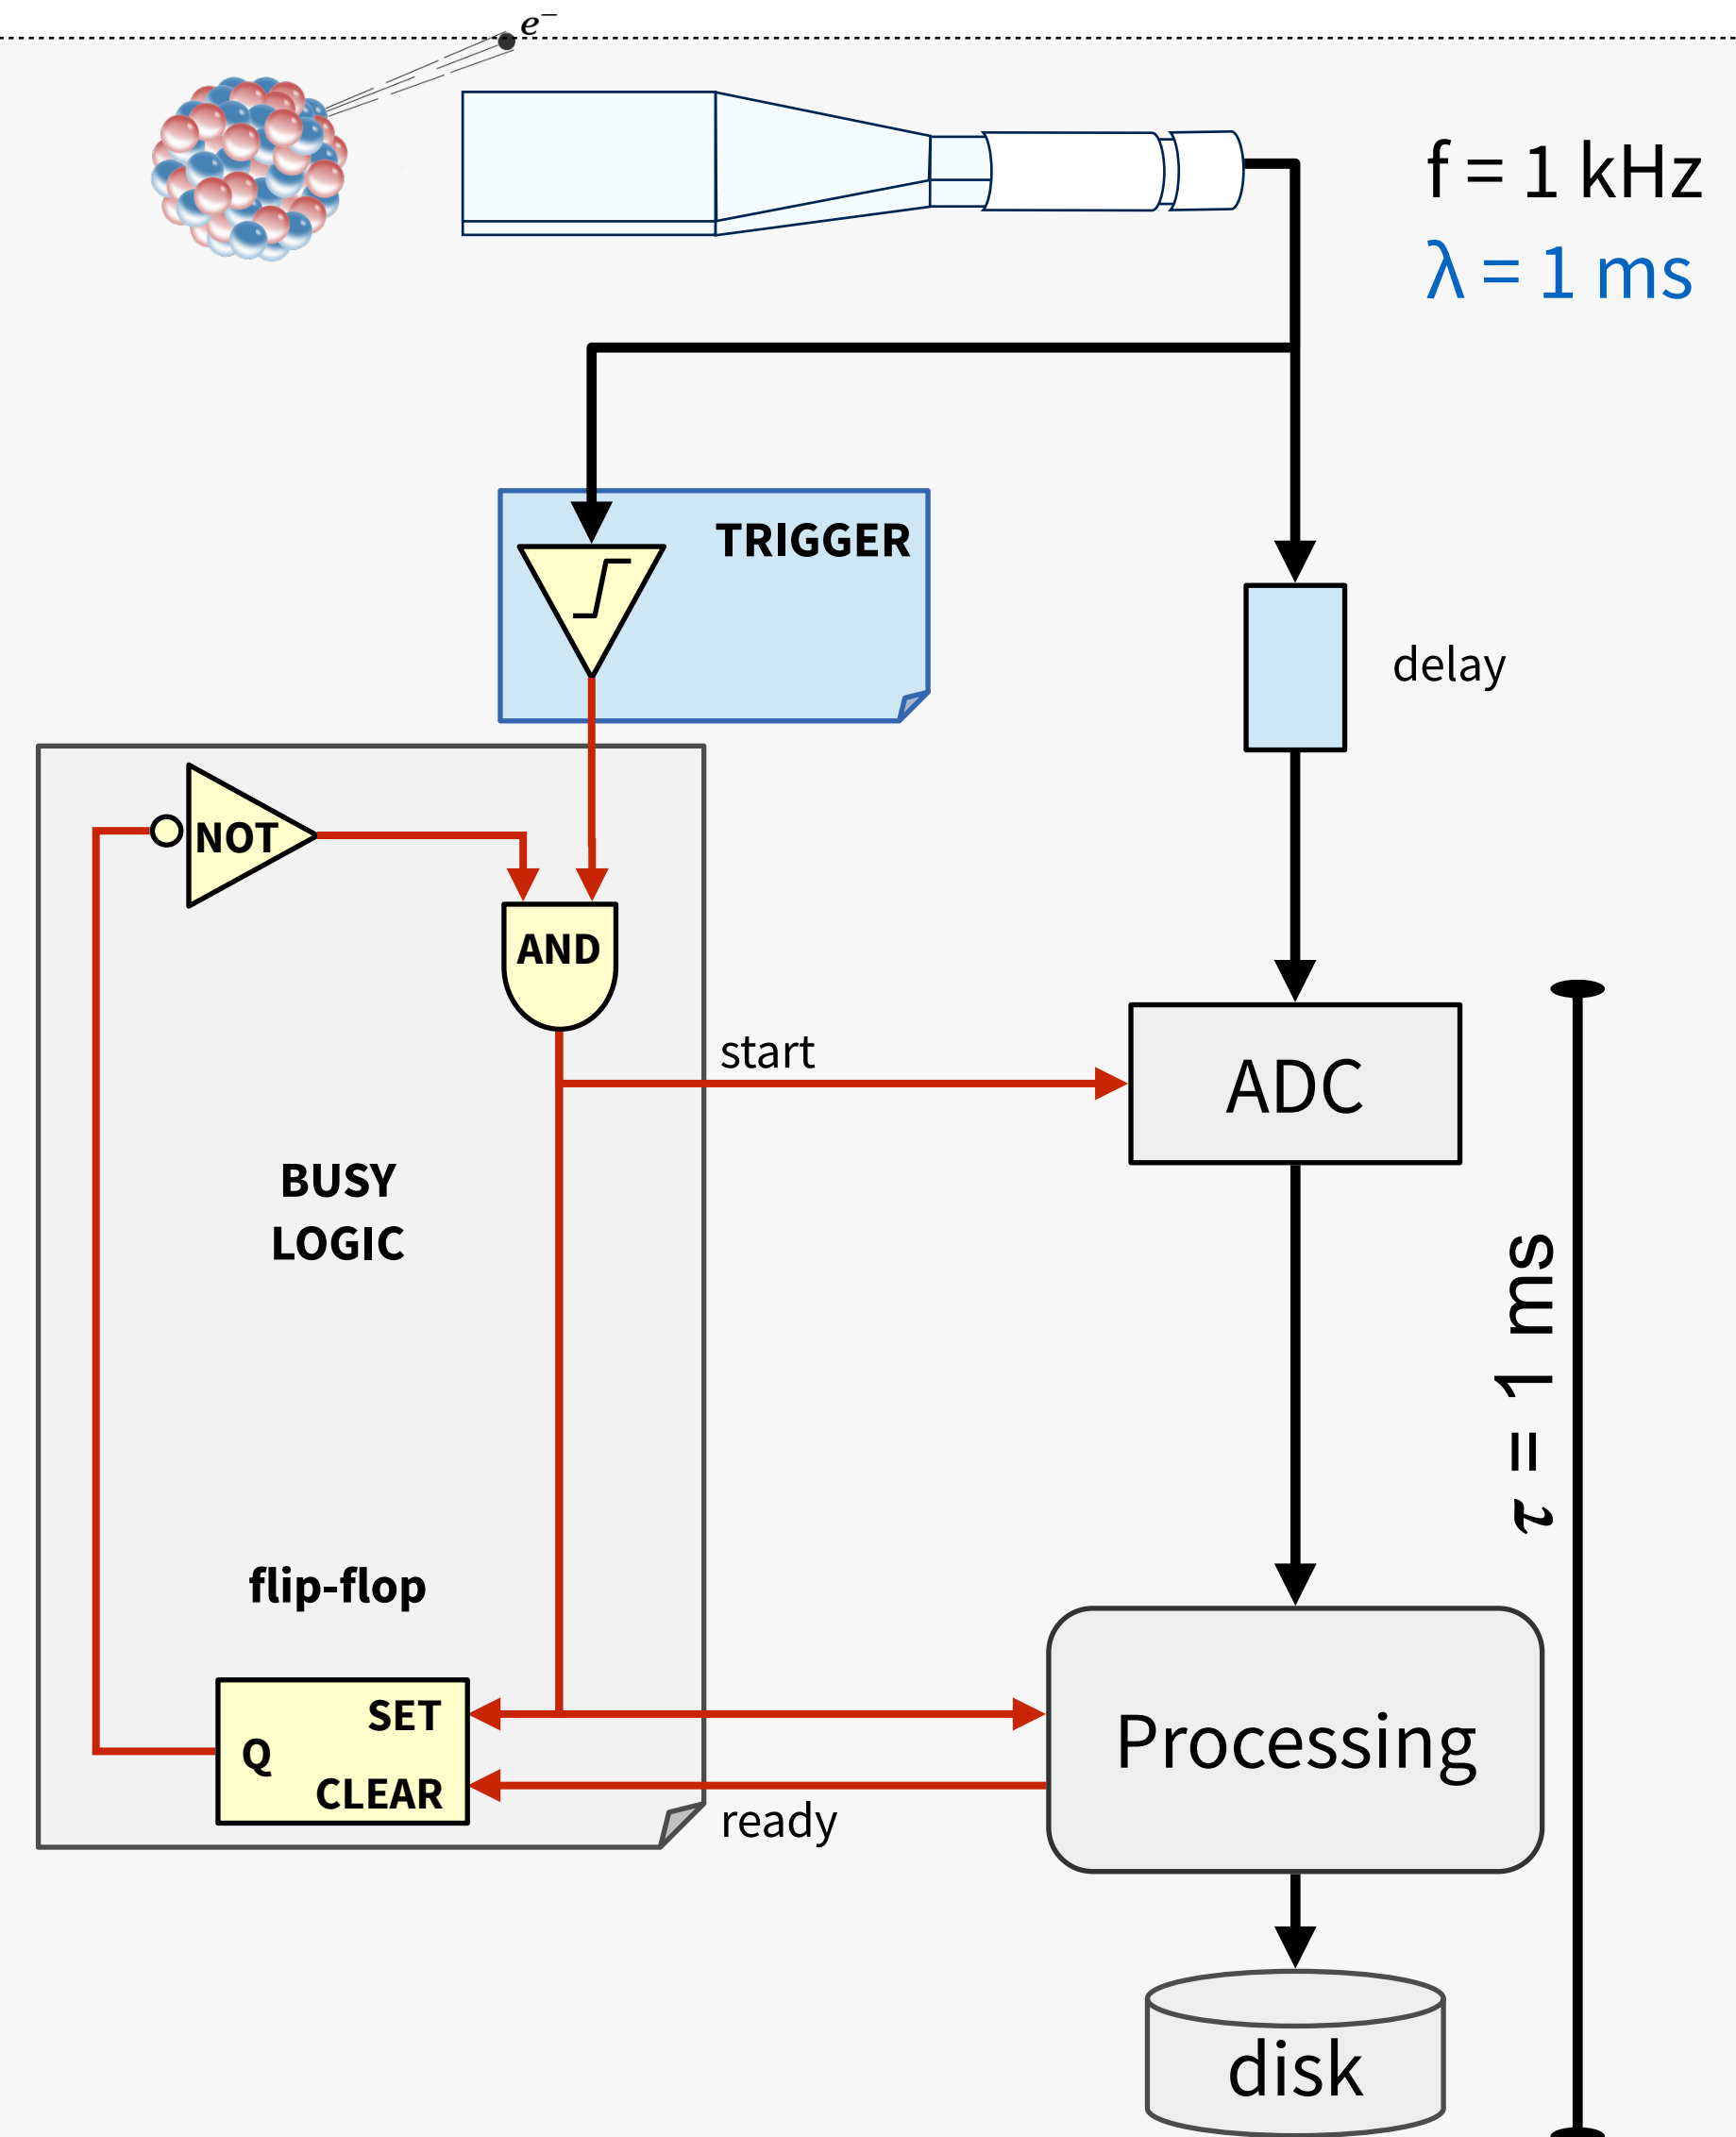 e⁻
f = 1 kHz
λ = 1 ms
TRIGGER
delay
NOT
AND
start
ADC
BUSY
LOGIC
τ = 1 ms
flip-flop
SET
Q
CLEAR
Processing
ready
disk